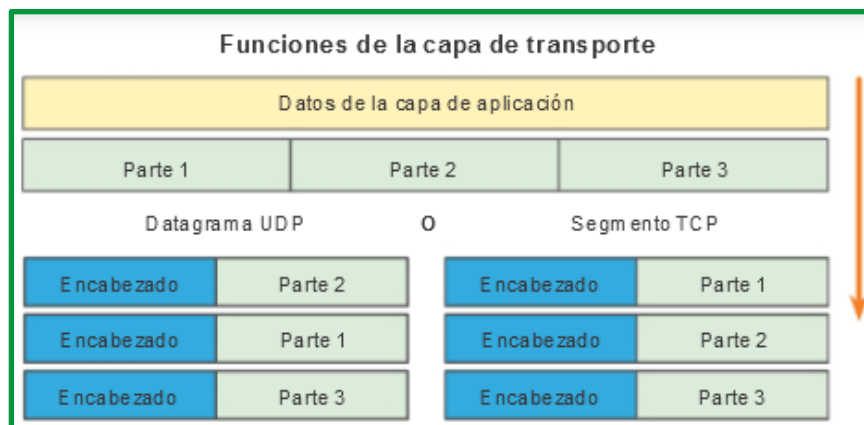 Funciones de la capa de transporte
Datos de la capa de aplicación
Parte 1 Parte 2 Parte 3
Datagrama UDP O Segmento TCP
Encabezado Parte 2 Encabezado Parte 1
Encabezado Parte 1 Encabezado Parte 2
Encabezado Parte 3 Encabezado Parte 3